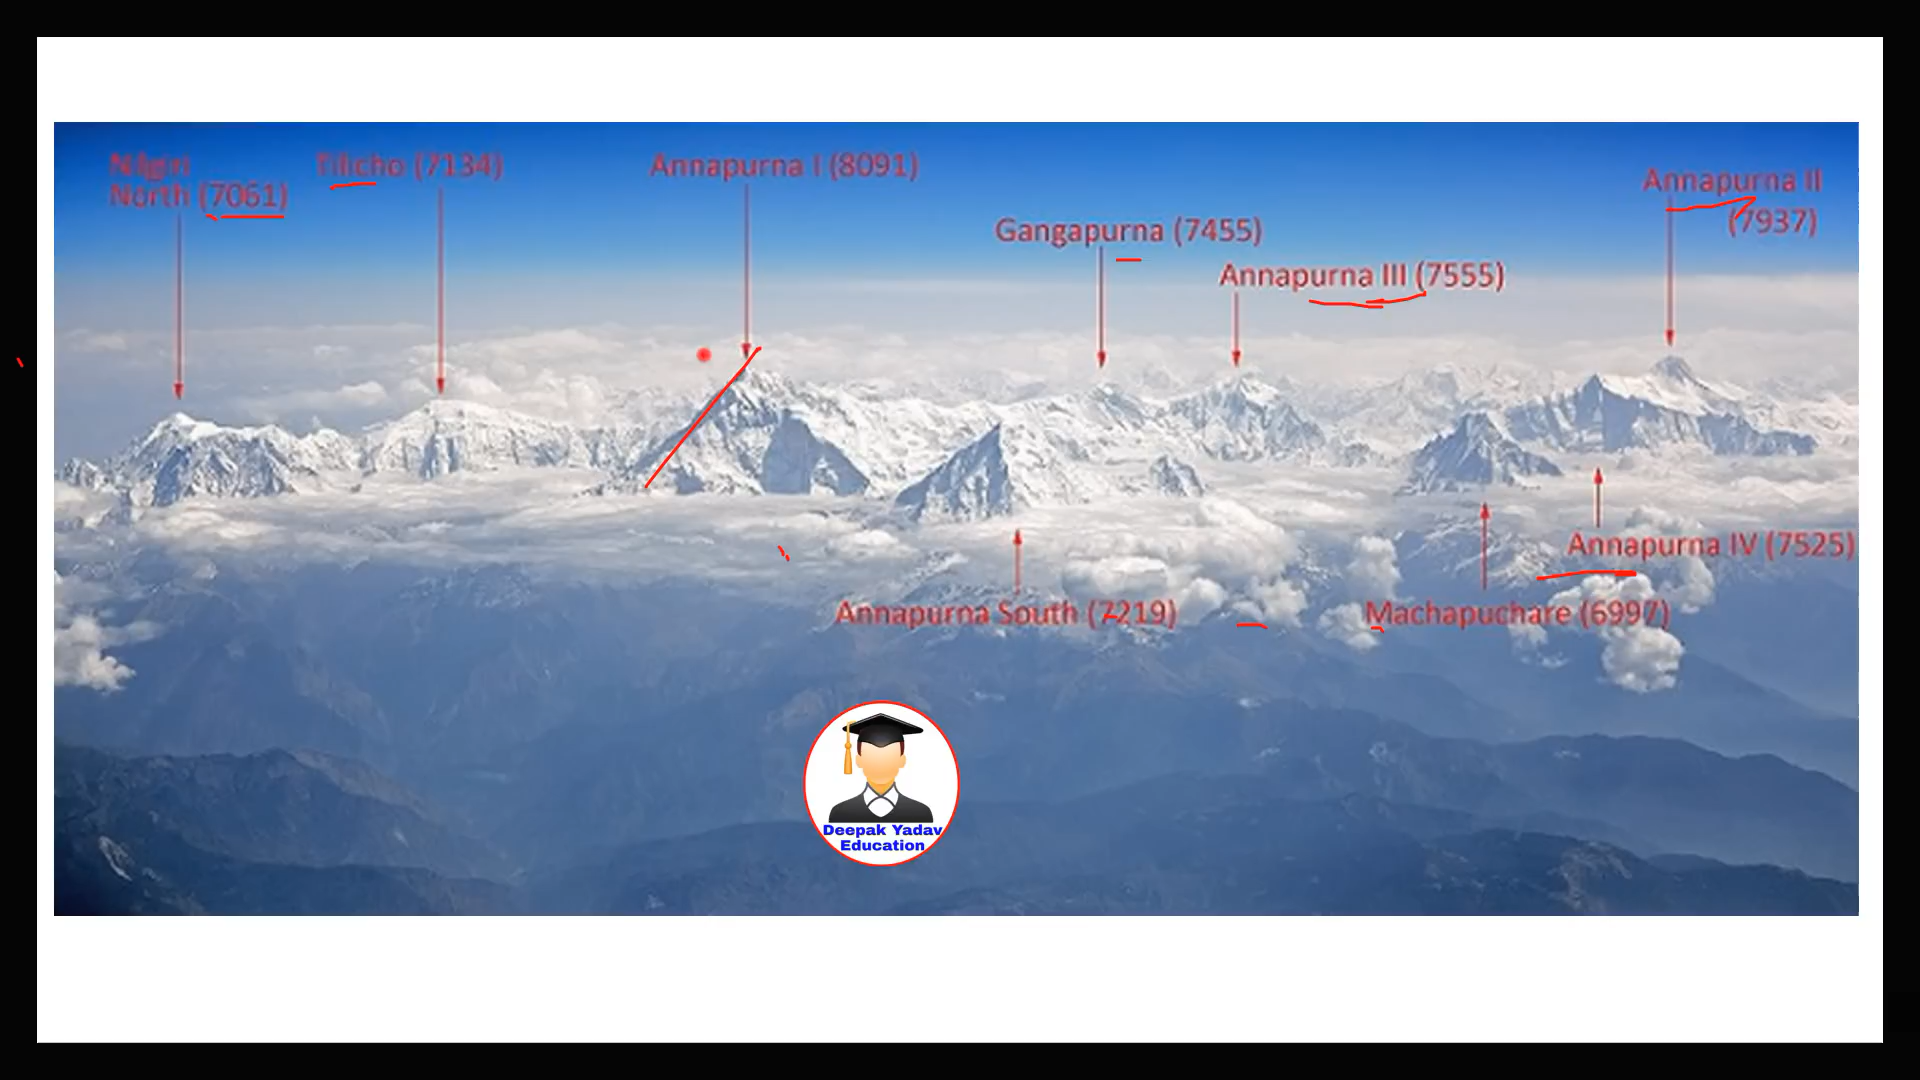 Nilgiri
North (7061)
Tilicho (7134)
Annapurna I (8091)
Gangapurna (7455)
Annapurna III (7555)
Annapurna II
(7937)
Annapurna IV (7525)
Annapurna South (7219)
Machapuchare (6997)
Deepak Yadav
Education